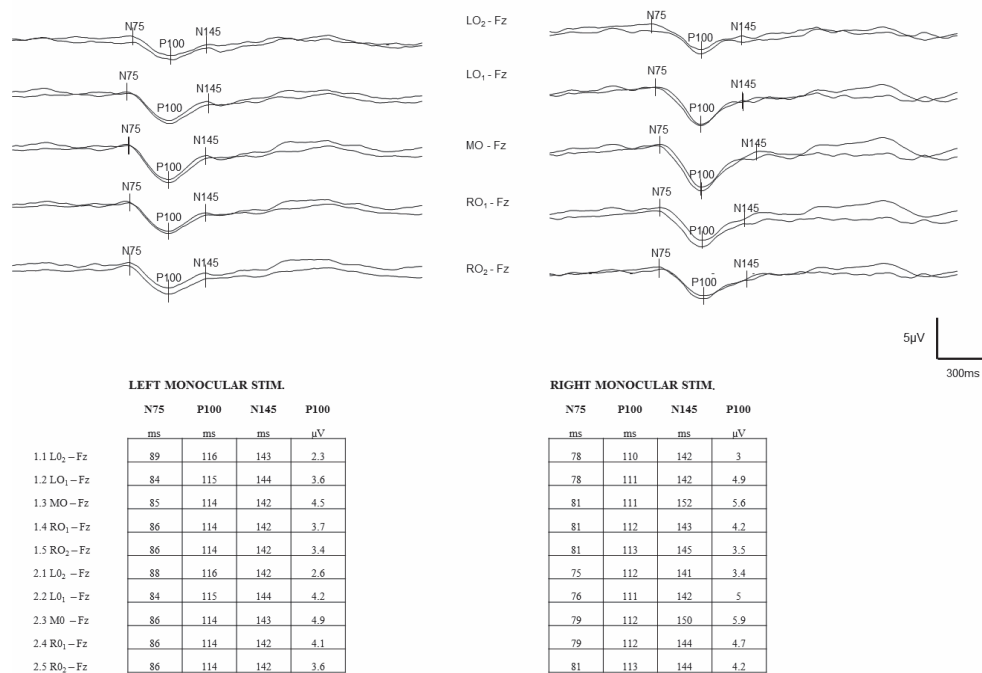 N75 P100 N145 LO2 - Fz N75 P100 N145
N75 P100 N145 LO1 - Fz N75 P100 N145
N75 P100 N145 MO - Fz N75 P100 N145
N75 P100 N145 RO1 - Fz N75 P100 N145
N75 P100 N145 RO2 - Fz N75 P100 N145
5µV
300ms
LEFT MONOCULAR STIM. RIGHT MONOCULAR STIM.
N75 P100 N145 P100 N75 P100 N145 P100
ms ms ms µV ms ms ms µV
1.1 L0₂ – Fz 89 116 143 2.3 78 110 142 3
1.2 LO₁ – Fz 84 115 144 3.6 78 111 142 4.9
1.3 MO – Fz 85 111 142 4.5 81 111 152 5.6
1.4 RO₁ – Fz 86 114 142 3.7 81 112 143 4.2
1.5 RO₂ – Fz 86 114 142 3.4 81 113 145 3.5
2.1 L0₂ – Fz 88 116 142 2.6 75 112 141 3.4
2.2 L0₁ – Fz 84 115 144 4.2 76 111 142 5
2.3 M0 – Fz 86 114 143 4.9 79 112 150 5.9
2.4 R0₁ – Fz 86 114 142 4.1 79 112 144 4.7
2.5 R0₂ – Fz 86 114 142 3.6 81 113 144 4.2